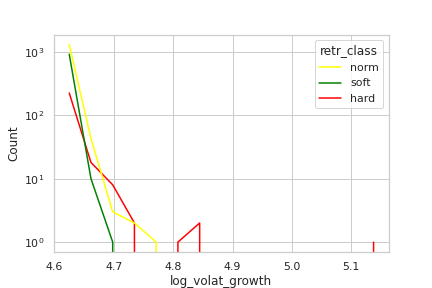 retr_class
norm
soft
hard
10³
10²
10¹
10⁰
Count
4.6 4.7 4.8 4.9 5.0 5.1
log_volat_growth